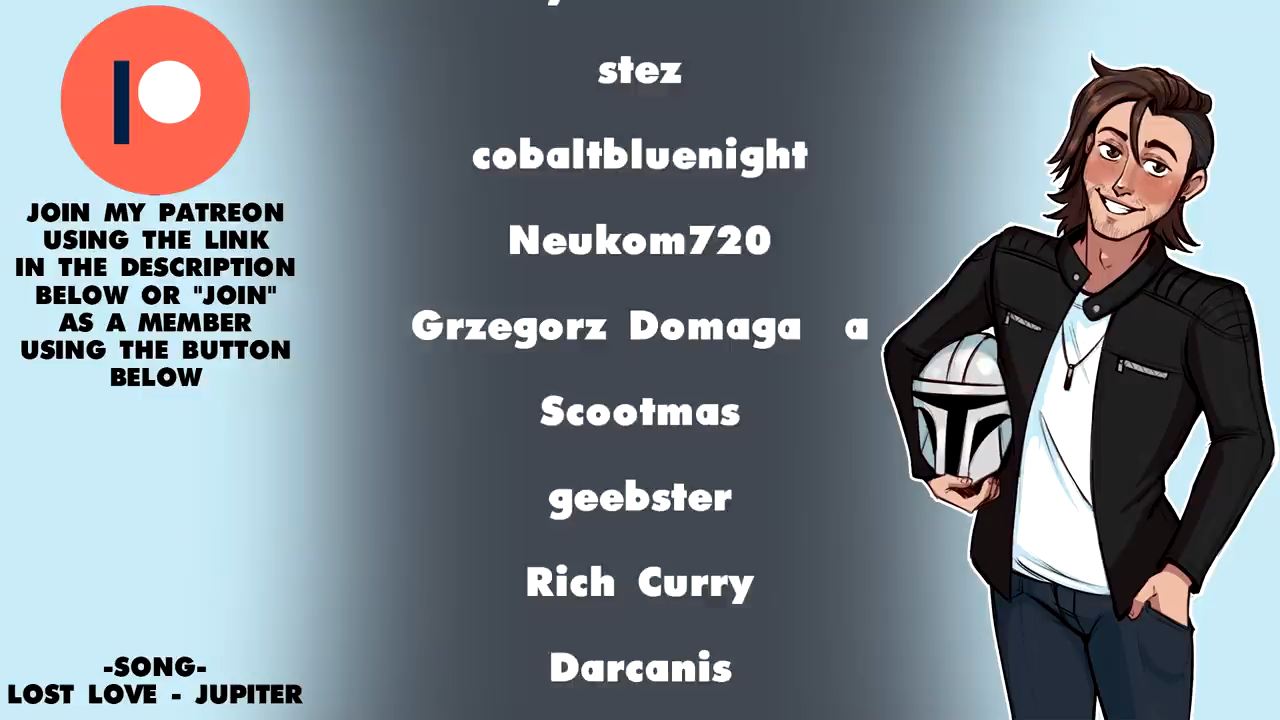 JOIN MY PATREON
USING THE LINK
IN THE DESCRIPTION
BELOW OR "JOIN"
AS A MEMBER
USING THE BUTTON
BELOW
-SONG-
LOST LOVE - JUPITER
stez
cobaltbluenight
Neukom720
Grzegorz Domaga a
Scootmas
geebster
Rich Curry
Darcanis